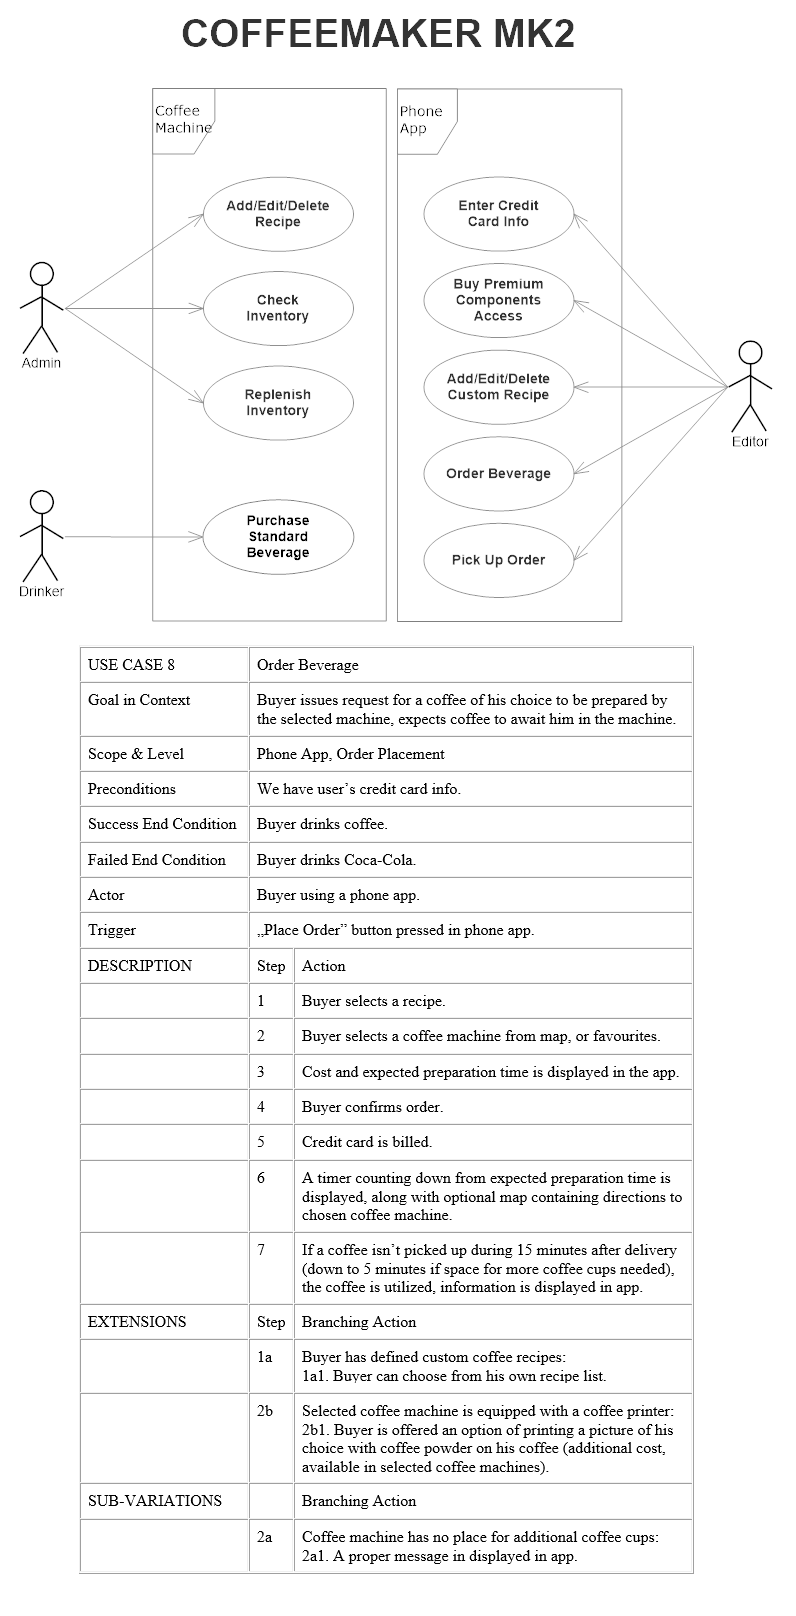 COFFEEMAKER MK2
Coffee
Machine
Phone
App
Add/Edit/Delete
Recipe
Check
Inventory
Replenish
Inventory
Purchase
Standard
Beverage
Enter Credit
Card Info
Buy Premium
Components
Access
Add/Edit/Delete
Custom Recipe
Order Beverage
Pick Up Order
Admin
Drinker
Editor
USE CASE 8 Order Beverage
Goal in Context Buyer issues request for a coffee of his choice to be prepared by
the selected machine, expects coffee to await him in the machine.
Scope & Level Phone App, Order Placement
Preconditions We have user’s credit card info.
Success End Condition Buyer drinks coffee.
Failed End Condition Buyer drinks Coca-Cola.
Actor Buyer using a phone app.
Trigger „Place Order” button pressed in phone app.
DESCRIPTION Step Action
1 Buyer selects a recipe.
2 Buyer selects a coffee machine from map, or favourites.
3 Cost and expected preparation time is displayed in the app.
4 Buyer confirms order.
5 Credit card is billed.
6 A timer counting down from expected preparation time is
displayed, along with optional map containing directions to
chosen coffee machine.
7 If a coffee isn’t picked up during 15 minutes after delivery
(down to 5 minutes if space for more coffee cups needed),
the coffee is utilized, information is displayed in app.
EXTENSIONS Step Branching Action
1a Buyer has defined custom coffee recipes:
1a1. Buyer can choose from his own recipe list.
2b Selected coffee machine is equipped with a coffee printer:
2b1. Buyer is offered an option of printing a picture of his
choice with coffee powder on his coffee (additional cost,
available in selected coffee machines).
SUB-VARIATIONS Branching Action
2a Coffee machine has no place for additional coffee cups:
2a1. A proper message in displayed in app.